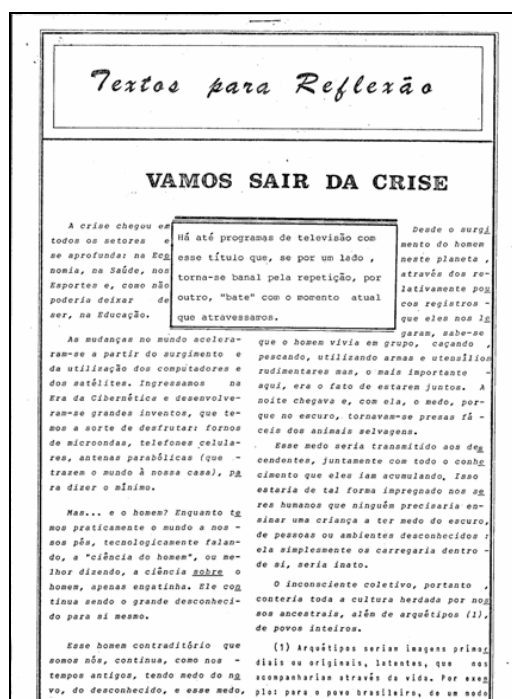 Textos para Reflexão
VAMOS SAIR DA CRISE
A crise chegou em
todos os setores e
se aprofunda: na Eco
nomia, na Saúde, nos
Esportes e, como não
poderia deixar de
ser, na Educação.
Há até programas de televisão com
esse título que, se por um lado ,
torna-se banal pela repetição, por
outro, "bate" com o momento atual
que atravessamos.
As mudanças no mundo acelera-
ram-se a partir do surgimento e
da utilização dos computadores e
dos satélites. Ingressamos na
Era da Cibernética e desenvolve-
ram-se grandes inventos, que te-
mos a sorte de desfrutar: fornos
de microondas, telefones celula-
res, antenas parabólicas (que -
trazem o mundo à nossa casa), pa
ra dizer o mínimo.
Mas... e o homem? Enquanto te
mos praticamente o mundo a nos -
sos pés, tecnologicamente falan-
do, a "ciência do homem", ou me-
lhor dizendo, a ciência sobre o
homem, apenas engatinha. Ele con
tinua sendo o grande desconheci-
do para si mesmo.
Esse homem contraditório que
somos nós, continua, como nos -
tempos antigos, tendo medo do no
vo, do desconhecido, e esse medo,
Desde o surgi
mento do homem
neste planeta ,
através dos re-
lativamente pou
cos registros -
que eles nos le
garam, sabe-se
que o homem vivia em grupo, caçando ,
pescando, utilizando armas e utensílios
rudimentares mas, o mais importante -
aqui, era o fato de estarem juntos. A
noite chegava e, com ela, o medo, por-
que no escuro, tornavam-se presas fá -
ceis dos animais selvagens.
Esse medo seria transmitido aos des
cendentes, juntamente com todo o conhe
cimento que eles iam acumulando. Isso
estaria de tal forma impregnado nos se
res humanos que ninguém precisaria en-
sinar uma criança a ter medo do escuro,
de pessoas ou ambientes desconhecidos :
ela simplesmente os carregaria dentro -
de si, seria inato.
O inconsciente coletivo, portanto ,
conteria toda a cultura herdada por nos
sos ancestrais, além de arquétipos (1),
de povos inteiros.
(1) Arquétipos seriam imagens primor
diais ou originais, latentes, que nos
acompanhariam através da vida. Por exem
plo: para o povo brasileiro, de um modo